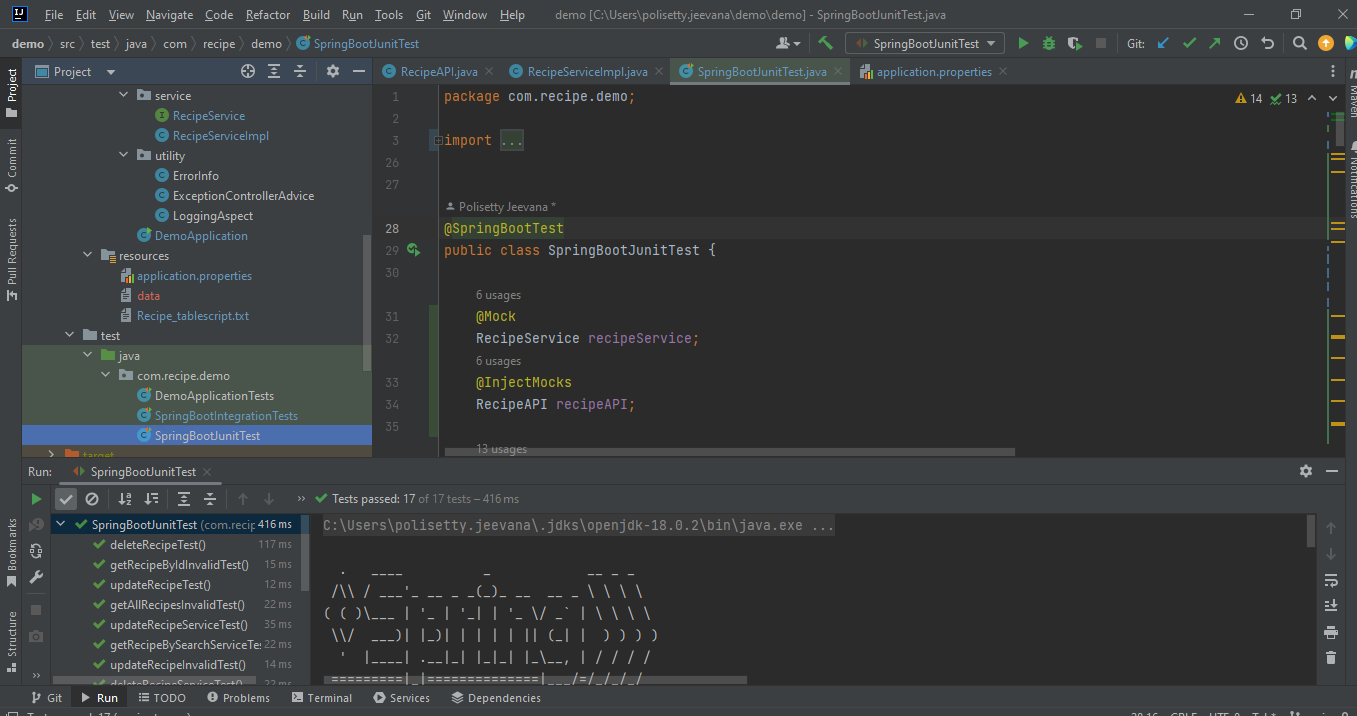 File Edit View Navigate Code Refactor Build Run Tools Git Window Help demo [C:\Users\polisetty.jeevana\demo\demo] - SpringBootJunitTest.java
demo src test java com recipe demo SpringBootJunitTest SpringBootJunitTest Git:
Project RecipeAPI.java RecipeServiceImpl.java SpringBootJunitTest.java application.properties
Project
Commit
Pull Requests
Bookmarks
Structure
Maven
Notifications
service
RecipeService
RecipeServiceImpl
utility
ErrorInfo
ExceptionControllerAdvice
LoggingAspect
DemoApplication
resources
application.properties
data
Recipe_tablescript.txt
test
java
com.recipe.demo
DemoApplicationTests
SpringBootIntegrationTests
SpringBootJunitTest
target
14 13
1 package com.recipe.demo;
2
3 import ...
26
27
Polisetty Jeevana *
28 @SpringBootTest
29 public class SpringBootJunitTest {
30
6 usages
31 @Mock
32 RecipeService recipeService;
6 usages
33 @InjectMocks
34 RecipeAPI recipeAPI;
35
13 usages
Run: SpringBootJunitTest
Tests passed: 17 of 17 tests – 416 ms
SpringBootJunitTest (com.recip 416 ms
deleteRecipeTest() 117 ms
getRecipeByIdInvalidTest() 15 ms
updateRecipeTest() 12 ms
getAllRecipesInvalidTest() 22 ms
updateRecipeServiceTest() 35 ms
getRecipeBySearchServiceTe 22 ms
updateRecipeInvalidTest() 14 ms
deleteRecipeServiceTest() 22 ms
C:\Users\polisetty.jeevana\.jdks\openjdk-18.0.2\bin\java.exe ...
  .   ____          _            __ _ _
 /\\ / ___'_ __ _ _(_)_ __  __ _ \ \ \ \
( ( )\___ | '_ | '_| | '_ \/ _` | \ \ \ \
 \\/  ___)| |_)| | | | | || (_| |  ) ) ) )
  '  |____| .__|_| |_|_| |_\__, | / / / /
 =========|_|==============|___/=/_/_/_/
Git Run TODO Problems Terminal Services Dependencies